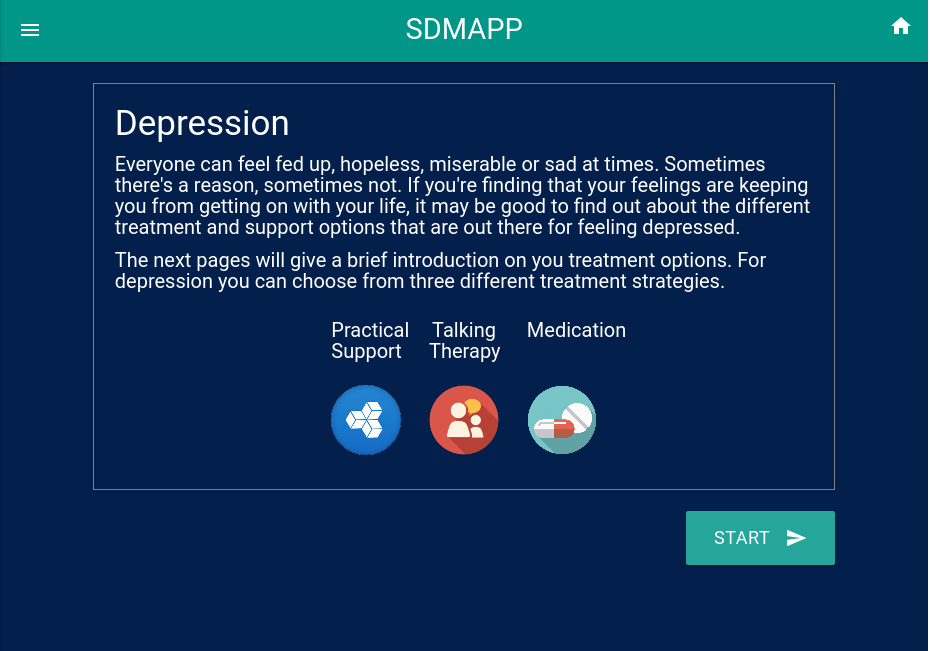 SDMAPP
Depression
Everyone can feel fed up, hopeless, miserable or sad at times. Sometimes
there's a reason, sometimes not. If you're finding that your feelings are keeping
you from getting on with your life, it may be good to find out about the different
treatment and support options that are out there for feeling depressed.
The next pages will give a brief introduction on you treatment options. For
depression you can choose from three different treatment strategies.
Practical
Support
Talking
Therapy
Medication
START